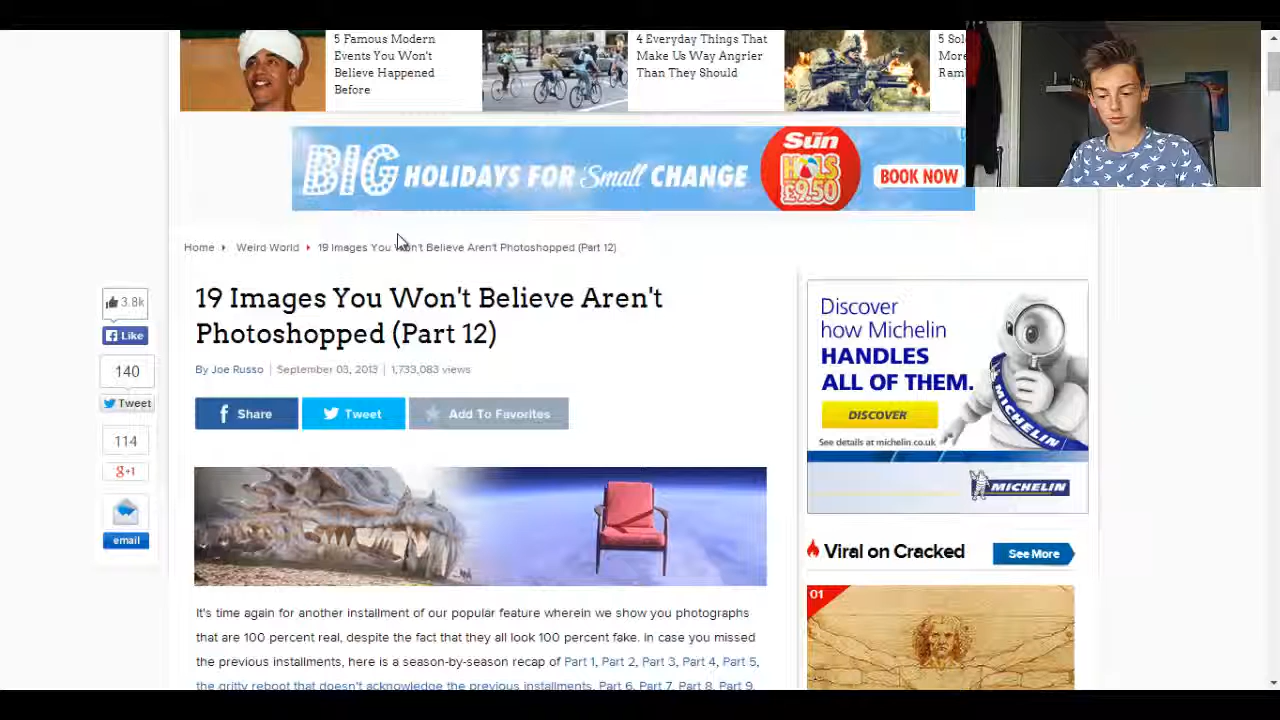 5 Famous Modern
Events You Won't
Believe Happened
Before
4 Everyday Things That
Make Us Way Angrier
Than They Should
5 Sol
More
Ram
BIG HOLIDAYS FOR Small CHANGE
THE Sun
HOLS
£9.50
BOOK NOW
Home Weird World 19 Images You Won't Believe Aren't Photoshopped (Part 12)
19 Images You Won't Believe Aren't
Photoshopped (Part 12)
By Joe Russo | September 03, 2013 | 1,733,083 views
Share Tweet Add To Favorites
3.8k
Like
140
Tweet
114
g+1
email
Discover
how Michelin
HANDLES
ALL OF THEM.
DISCOVER
See details at michelin.co.uk
MICHELIN
MICHELIN
Viral on Cracked See More
01
It's time again for another installment of our popular feature wherein we show you photographs
that are 100 percent real, despite the fact that they all look 100 percent fake. In case you missed
the previous installments, here is a season-by-season recap of Part 1, Part 2, Part 3, Part 4, Part 5,
the gritty reboot that doesn't acknowledge the previous installments, Part 6, Part 7, Part 8, Part 9,